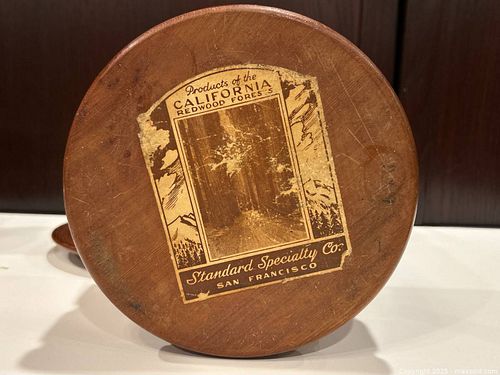 Products of the
CALIFORNIA
REDWOOD FORESTS
Standard Specialty Co.
SAN FRANCISCO